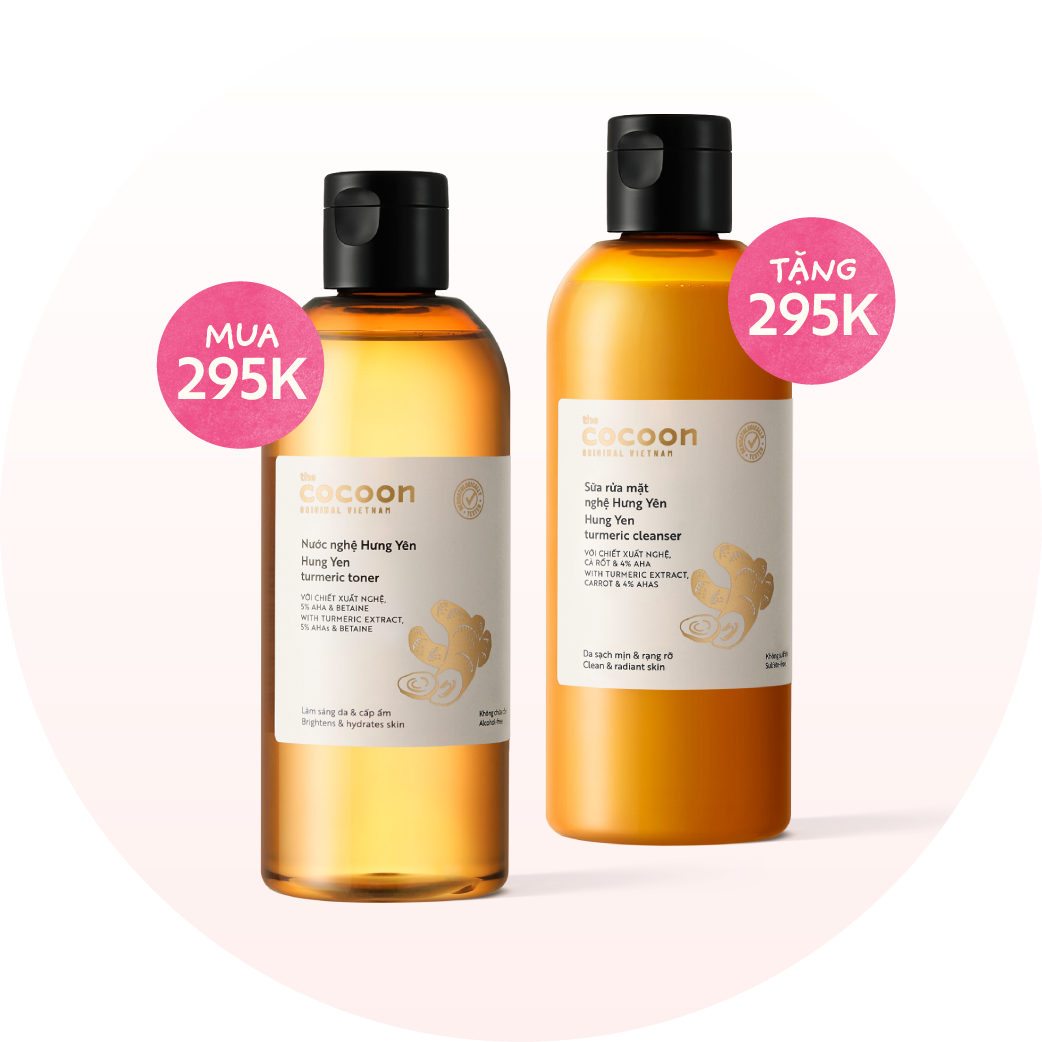 MUA
295K
the
cocoon
ORIGINAL VIETNAM
Nước nghệ Hưng Yên
Hung Yen
turmeric toner
VỚI CHIẾT XUẤT NGHỆ,
5% AHA & BETAINE
WITH TURMERIC EXTRACT,
5% AHAs & BETAINE
Làm sáng da & cấp ẩm
Brightens & hydrates skin
Không chứa
Alcohol-free
TẶNG
295K
the
cocoon
ORIGINAL VIETNAM
Sữa rửa mặt
nghệ Hưng Yên
Hung Yen
turmeric cleanser
VỚI CHIẾT XUẤT NGHỆ,
CÀ RỐT & 4% AHA
WITH TURMERIC EXTRACT,
CARROT & 4% AHAS
Da sạch mịn & rạng rỡ
Clean & radiant skin
Không